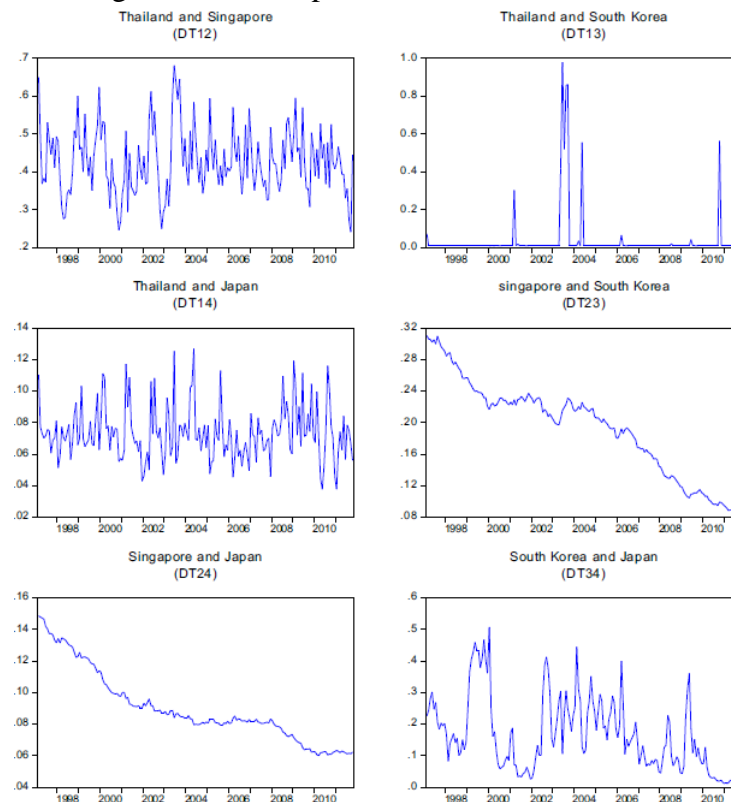 Thailand and Singapore
(DT12)
.7
.6
.5
.4
.3
.2
1998 2000 2002 2004 2006 2008 2010
Thailand and South Korea
(DT13)
1.0
0.8
0.6
0.4
0.2
0.0
1998 2000 2002 2004 2006 2008 2010
Thailand and Japan
(DT14)
.14
.12
.10
.08
.06
.04
.02
1998 2000 2002 2004 2006 2008 2010
singapore and South Korea
(DT23)
.32
.28
.24
.20
.16
.12
.08
1998 2000 2002 2004 2006 2008 2010
Singapore and Japan
(DT24)
.16
.14
.12
.10
.08
.06
.04
1998 2000 2002 2004 2006 2008 2010
South Korea and Japan
(DT34)
.6
.5
.4
.3
.2
.1
.0
1998 2000 2002 2004 2006 2008 2010